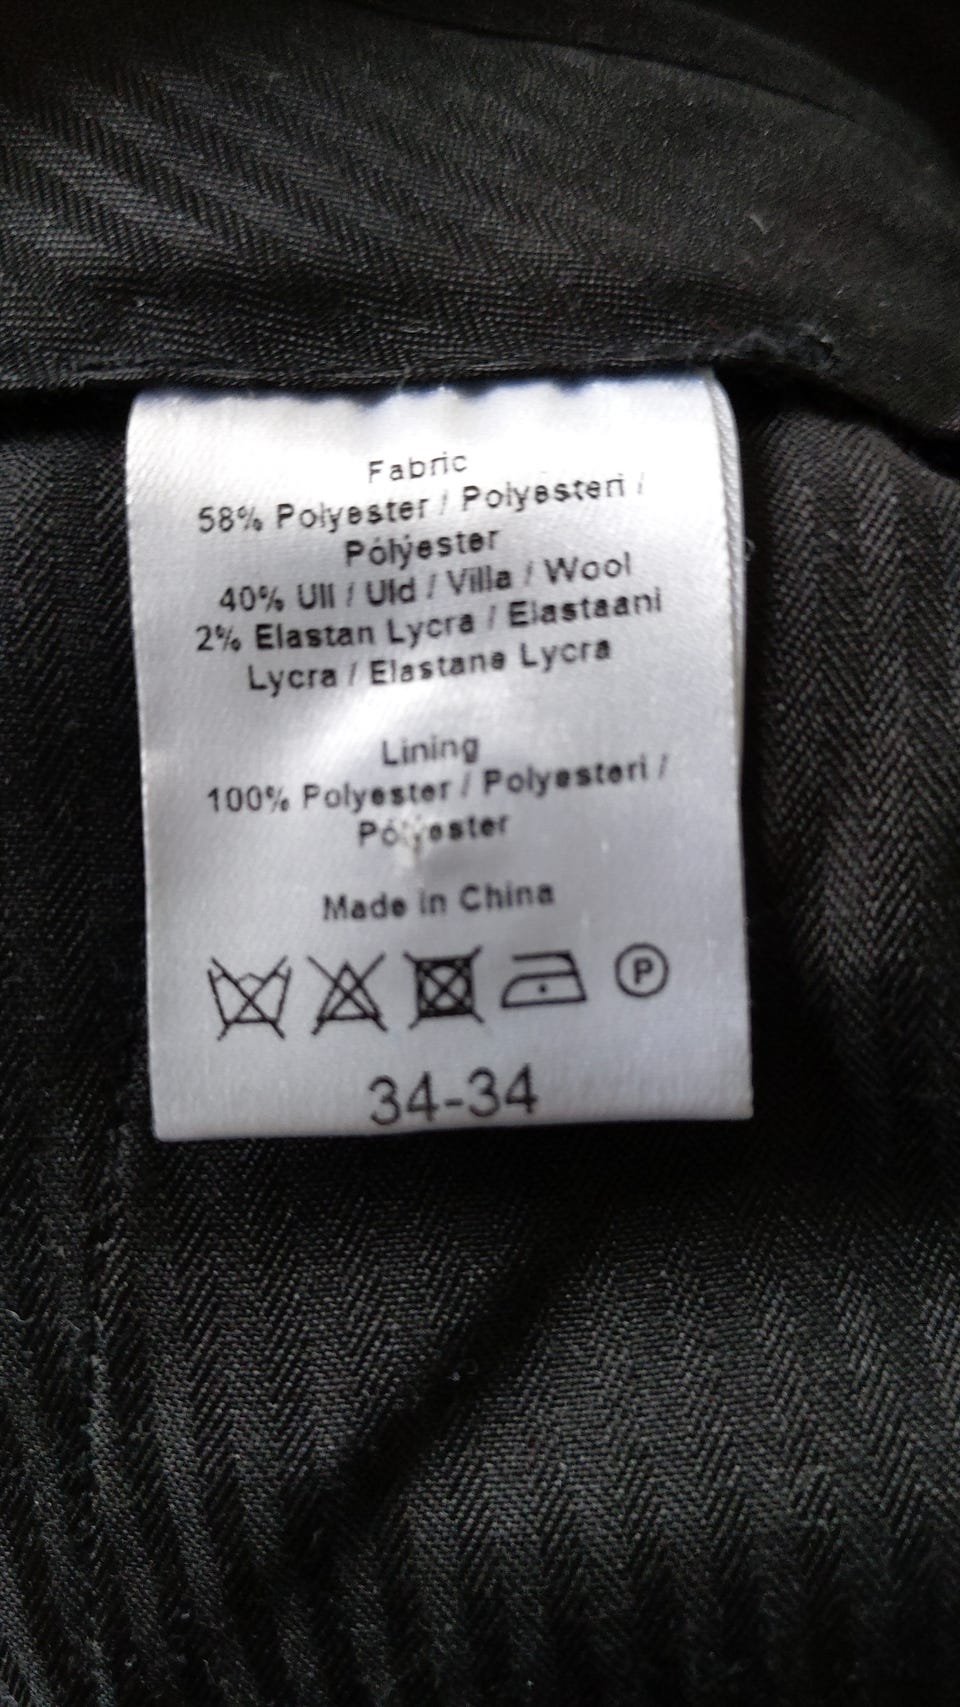 Fabric
58% Polyester / Polyesteri /
Pólýester
40% Ull / Uld / Villa / Wool
2% Elastan Lycra / Elastaani
Lycra / Elastane Lycra
Lining
100% Polyester / Polyesteri /
Pólýester
Made in China
P
34-34